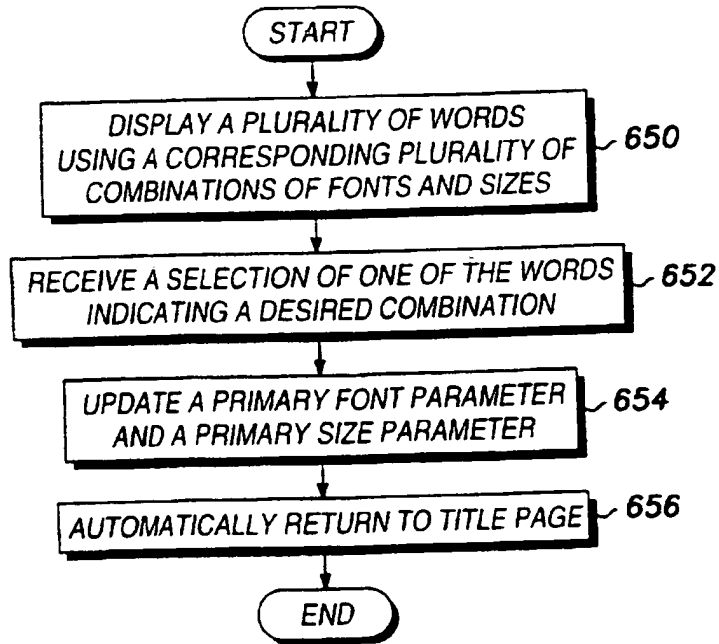 START
DISPLAY A PLURALITY OF WORDS
USING A CORRESPONDING PLURALITY OF
COMBINATIONS OF FONTS AND SIZES
650
RECEIVE A SELECTION OF ONE OF THE WORDS
INDICATING A DESIRED COMBINATION
652
UPDATE A PRIMARY FONT PARAMETER
AND A PRIMARY SIZE PARAMETER
654
AUTOMATICALLY RETURN TO TITLE PAGE
656
END